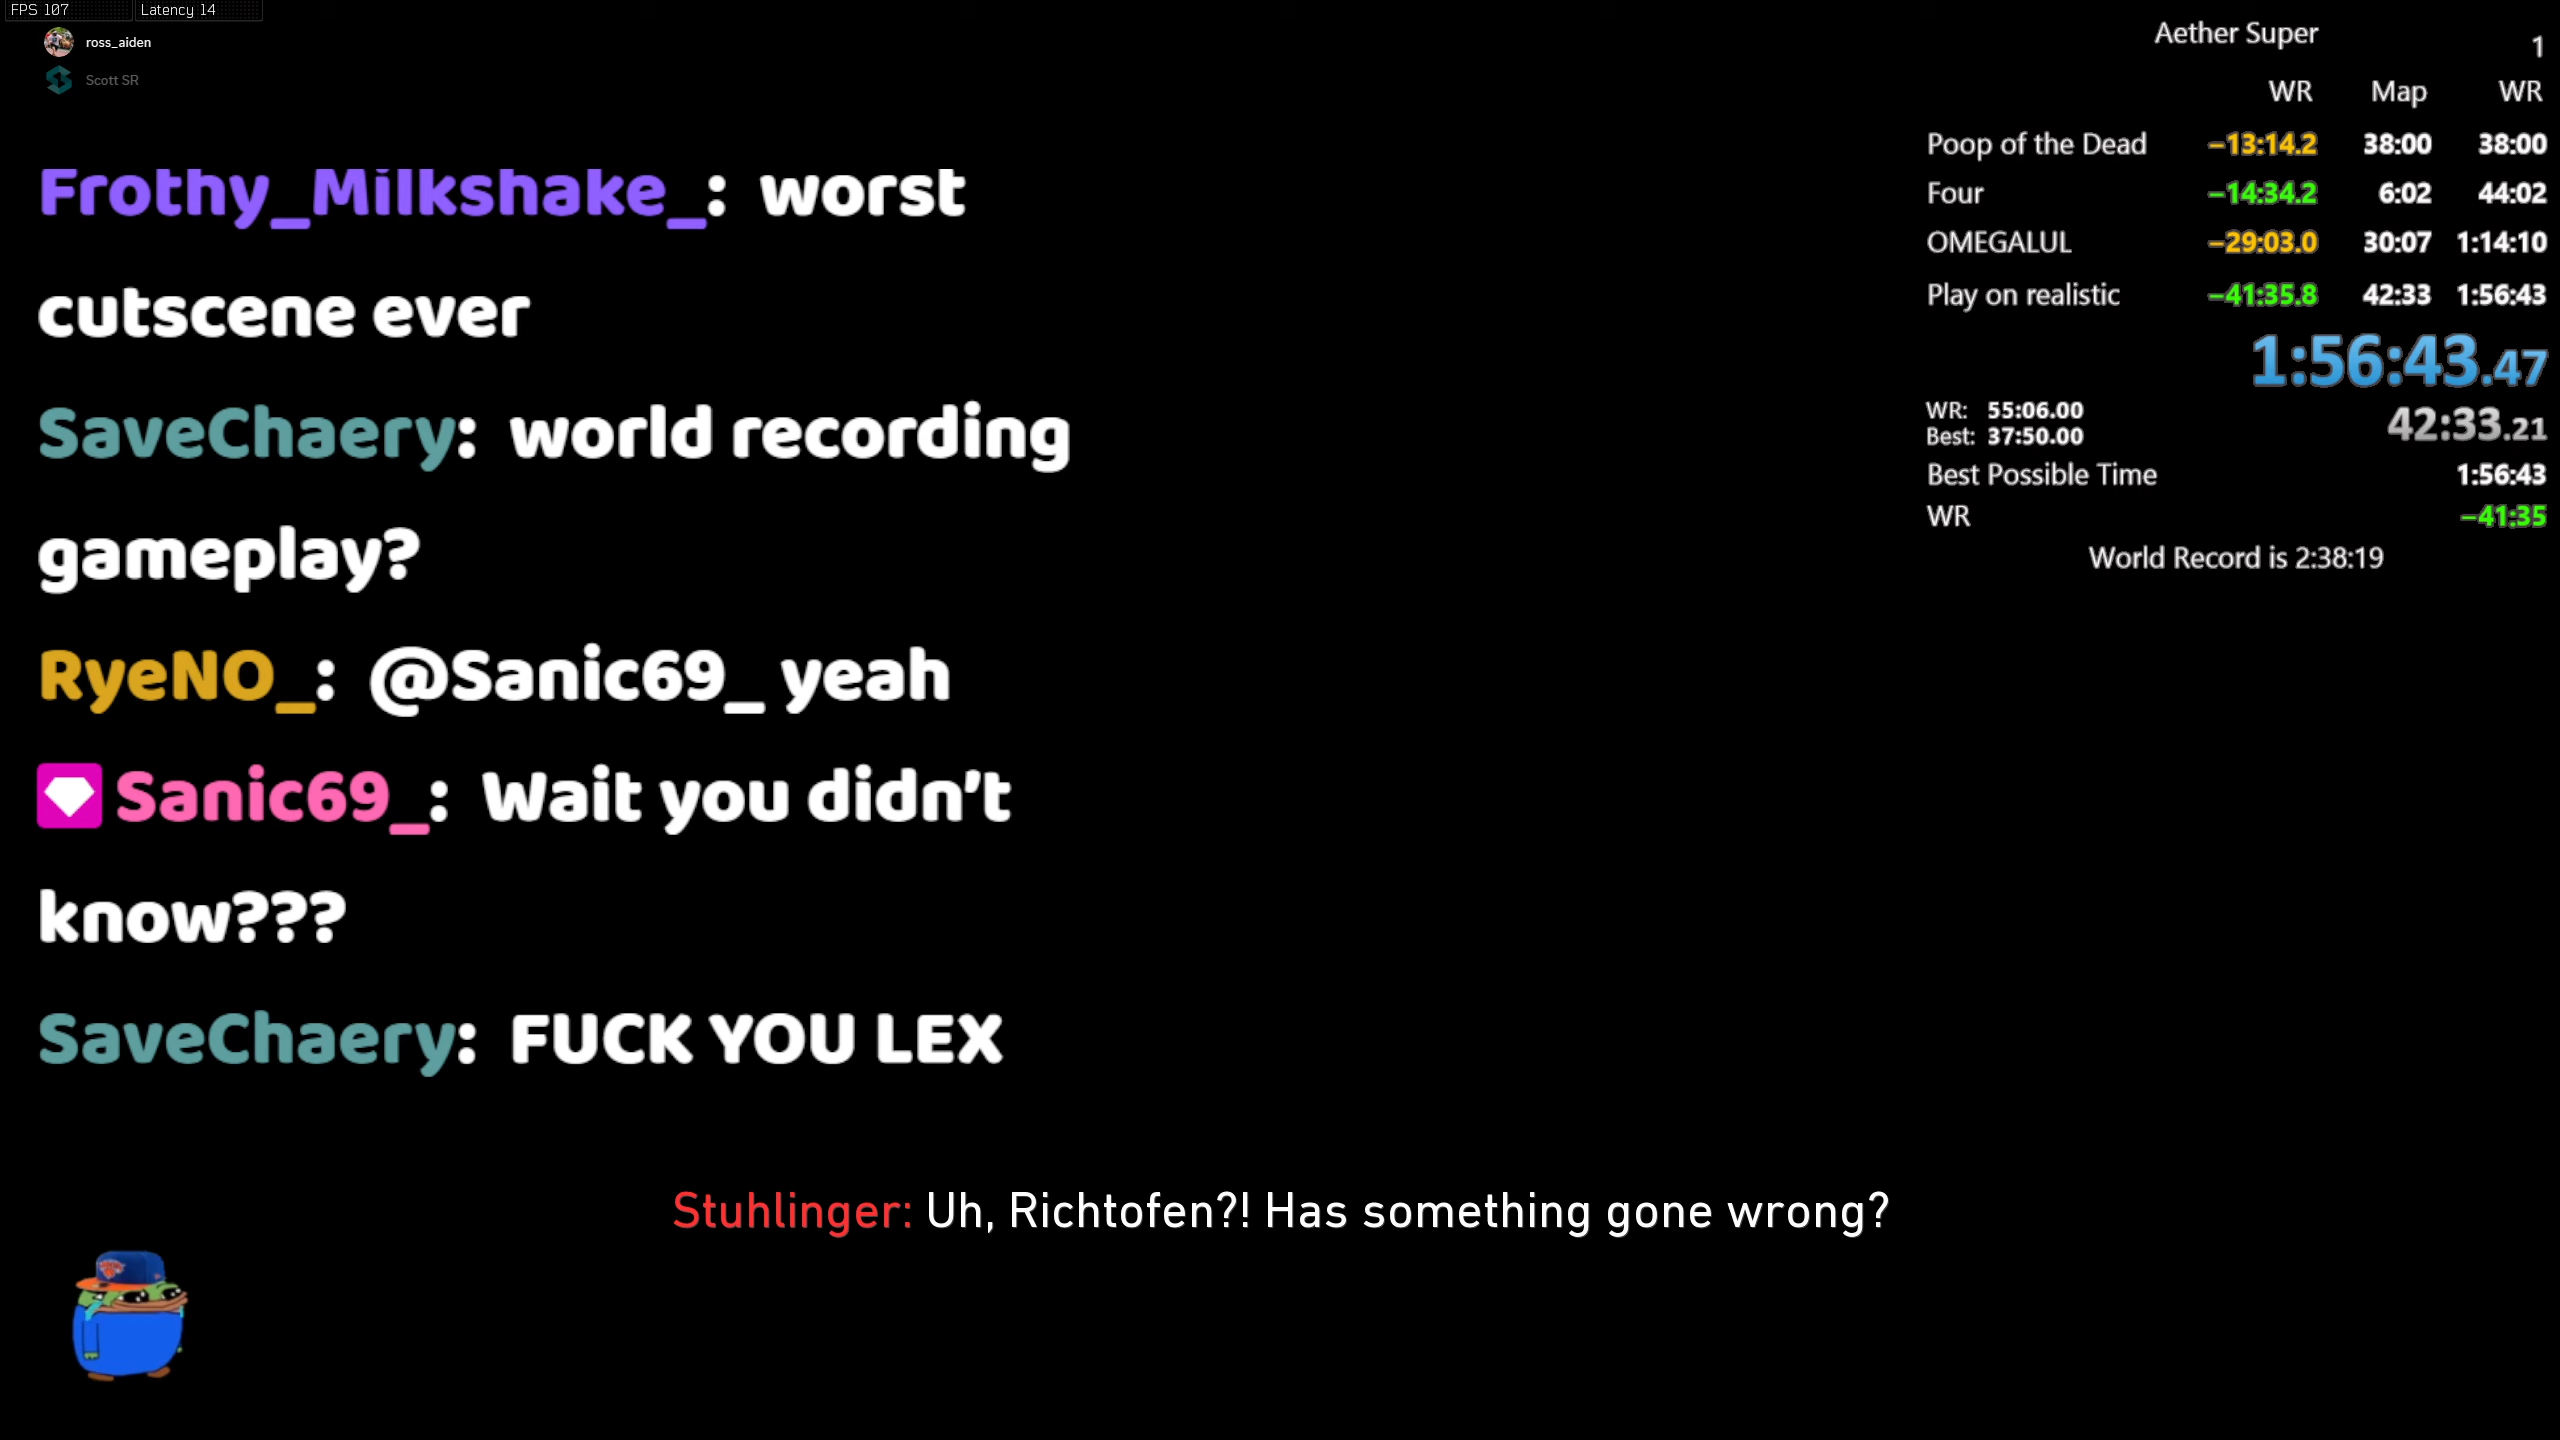 FPS 107 Latency 14
ross_aiden
Scott SR
Frothy_Milkshake_: worst
cutscene ever
SaveChaery: world recording
gameplay?
RyeNO_: @Sanic69_ yeah
Sanic69_: Wait you didn't
know???
SaveChaery: FUCK YOU LEX
Aether Super
1
WR Map WR
Poop of the Dead −13:14.2 38:00 38:00
Four −14:34.2 6:02 44:02
OMEGALUL −29:03.0 30:07 1:14:10
Play on realistic −41:35.8 42:33 1:56:43
1:56:43.47
WR: 55:06.00
Best: 37:50.00
42:33.21
Best Possible Time 1:56:43
WR −41:35
World Record is 2:38:19
Stuhlinger: Uh, Richtofen?! Has something gone wrong?